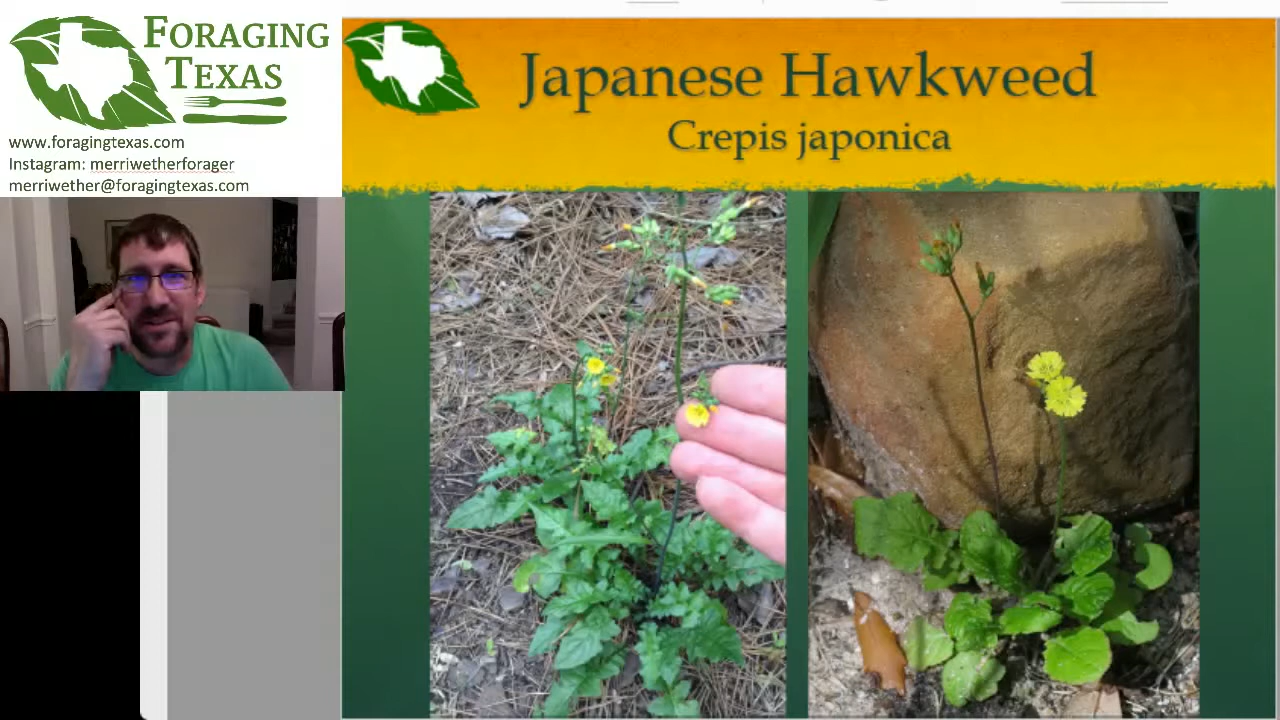 FORAGING
TEXAS
www.foragingtexas.com
Instagram: merriwetherforager
merriwether@foragingtexas.com
Japanese Hawkweed
Crepis japonica